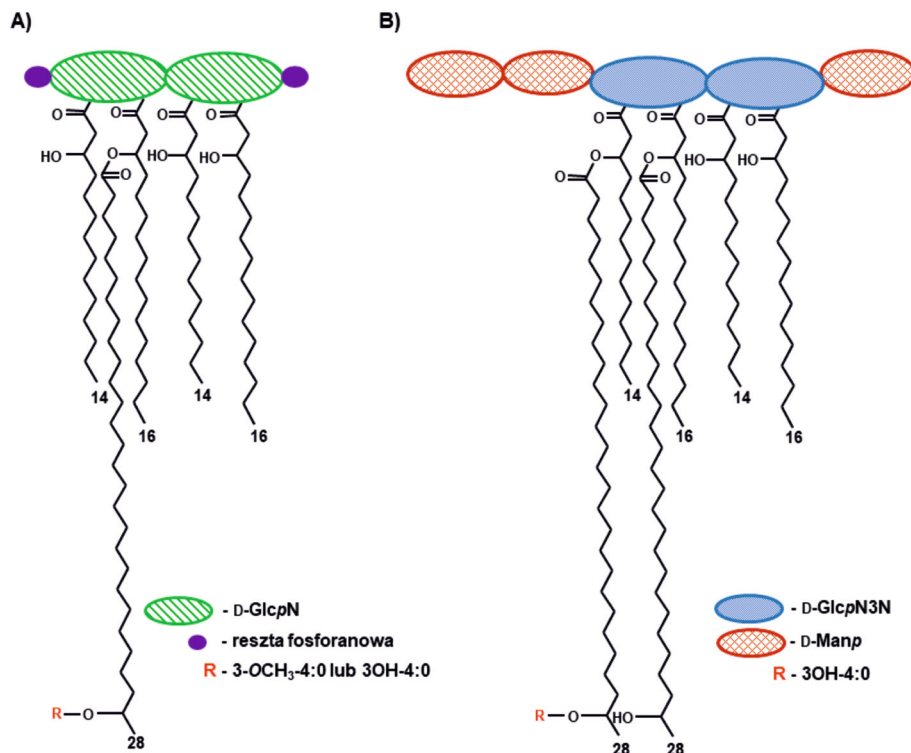 A)
B)
O O O O
HO O HO HO
O
14 14
16 16
- D-GlcpN
- reszta fosforanowa
R - 3-OCH₃-4:0 lub 3OH-4:0
R O
28
O O O O
O O HO HO
O O
14 14
16 16
- D-GlcpN3N
- D-Manp
R - 3OH-4:0
R O HO
28 28